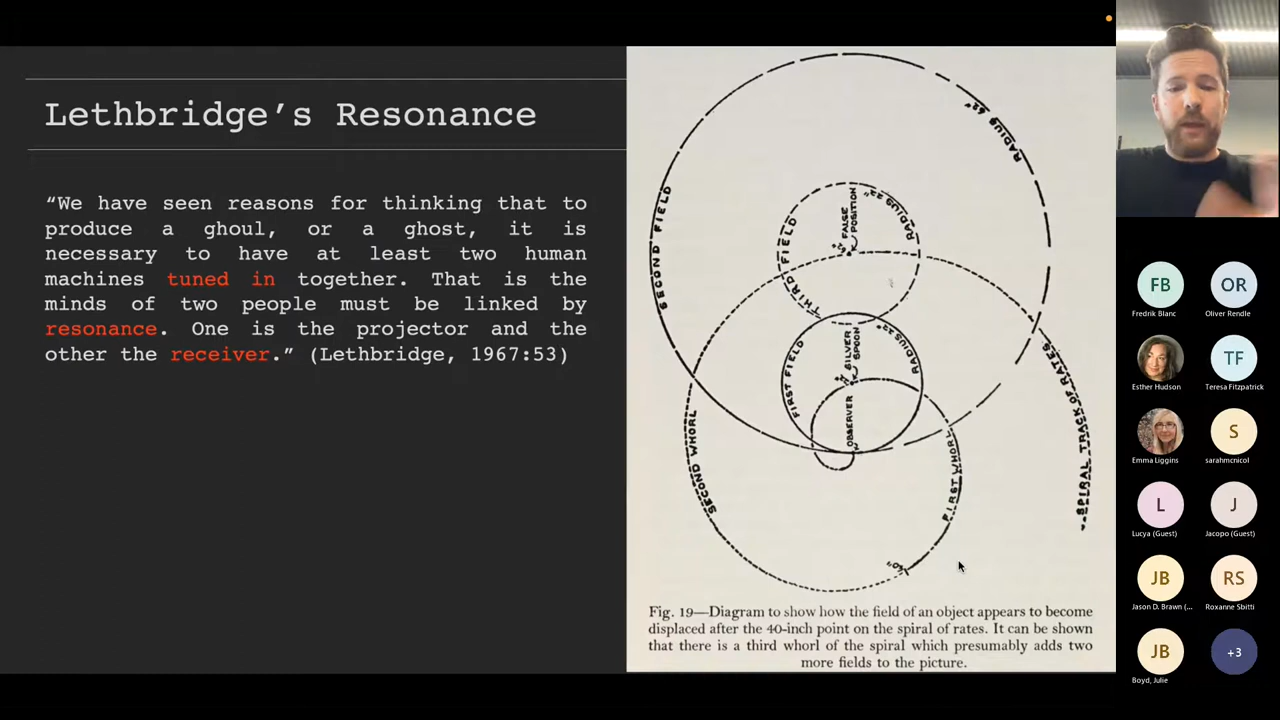 Lethbridge’s Resonance
“We have seen reasons for thinking that to
produce a ghoul, or a ghost, it is
necessary to have at least two human
machines tuned in together. That is the
minds of two people must be linked by
resonance. One is the projector and the
other the receiver.” (Lethbridge, 1967:53)
SECOND FIELD
RADIUS
THIRD FIELD
FALSE
POSITION
RADIUS 22"
FIRST FIELD
SILVER
SPOON
RADIUS 22"
OBSERVER
SECOND WHORL
FIRST WHORL
40"
SPIRAL TRACK OF RATES
Fig. 19—Diagram to show how the field of an object appears to become
displaced after the 40-inch point on the spiral of rates. It can be shown
that there is a third whorl of the spiral which presumably adds two
more fields to the picture.
FB
OR
Fredrik Blanc
Oliver Rendle
TF
Esther Hudson
Teresa Fitzpatrick
S
Emma Liggins
sarahmcnicol
L
J
Lucya (Guest)
Jacopo (Guest)
JB
RS
Jason D. Brawn (...
Roxanne Sbitti
JB
+3
Boyd, Julie